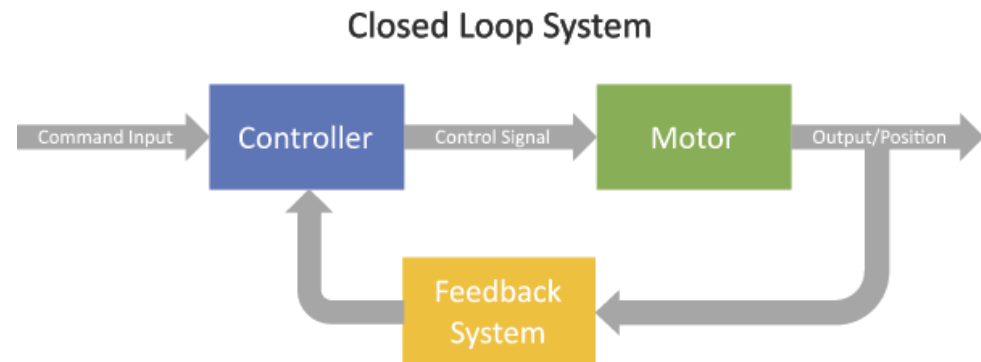 Closed Loop System
Command Input
Controller
Control Signal
Motor
Output/Position
Feedback
System